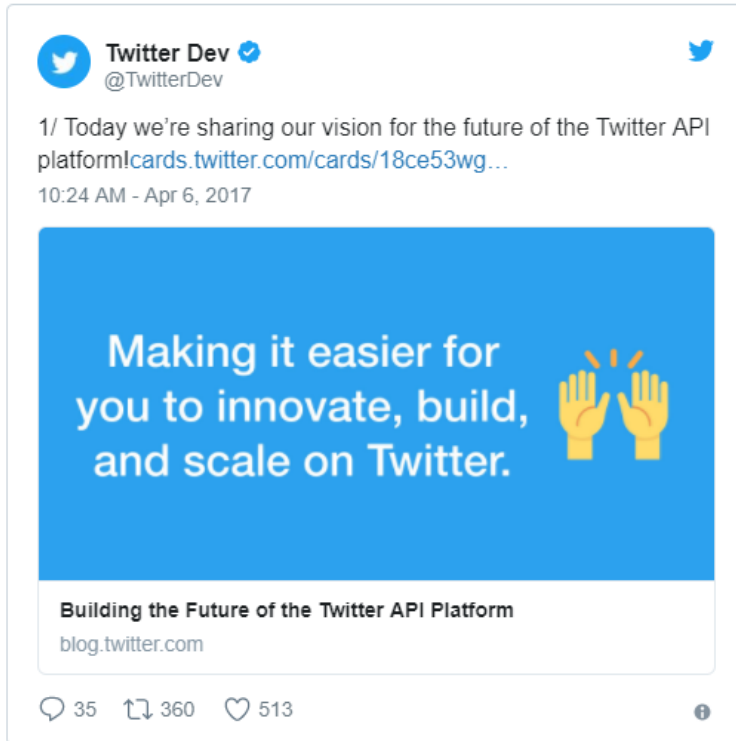 Twitter Dev
@TwitterDev
1/ Today we’re sharing our vision for the future of the Twitter API
platform!cards.twitter.com/cards/18ce53wg…
10:24 AM - Apr 6, 2017
Making it easier for
you to innovate, build,
and scale on Twitter.
Building the Future of the Twitter API Platform
blog.twitter.com
35 360 513